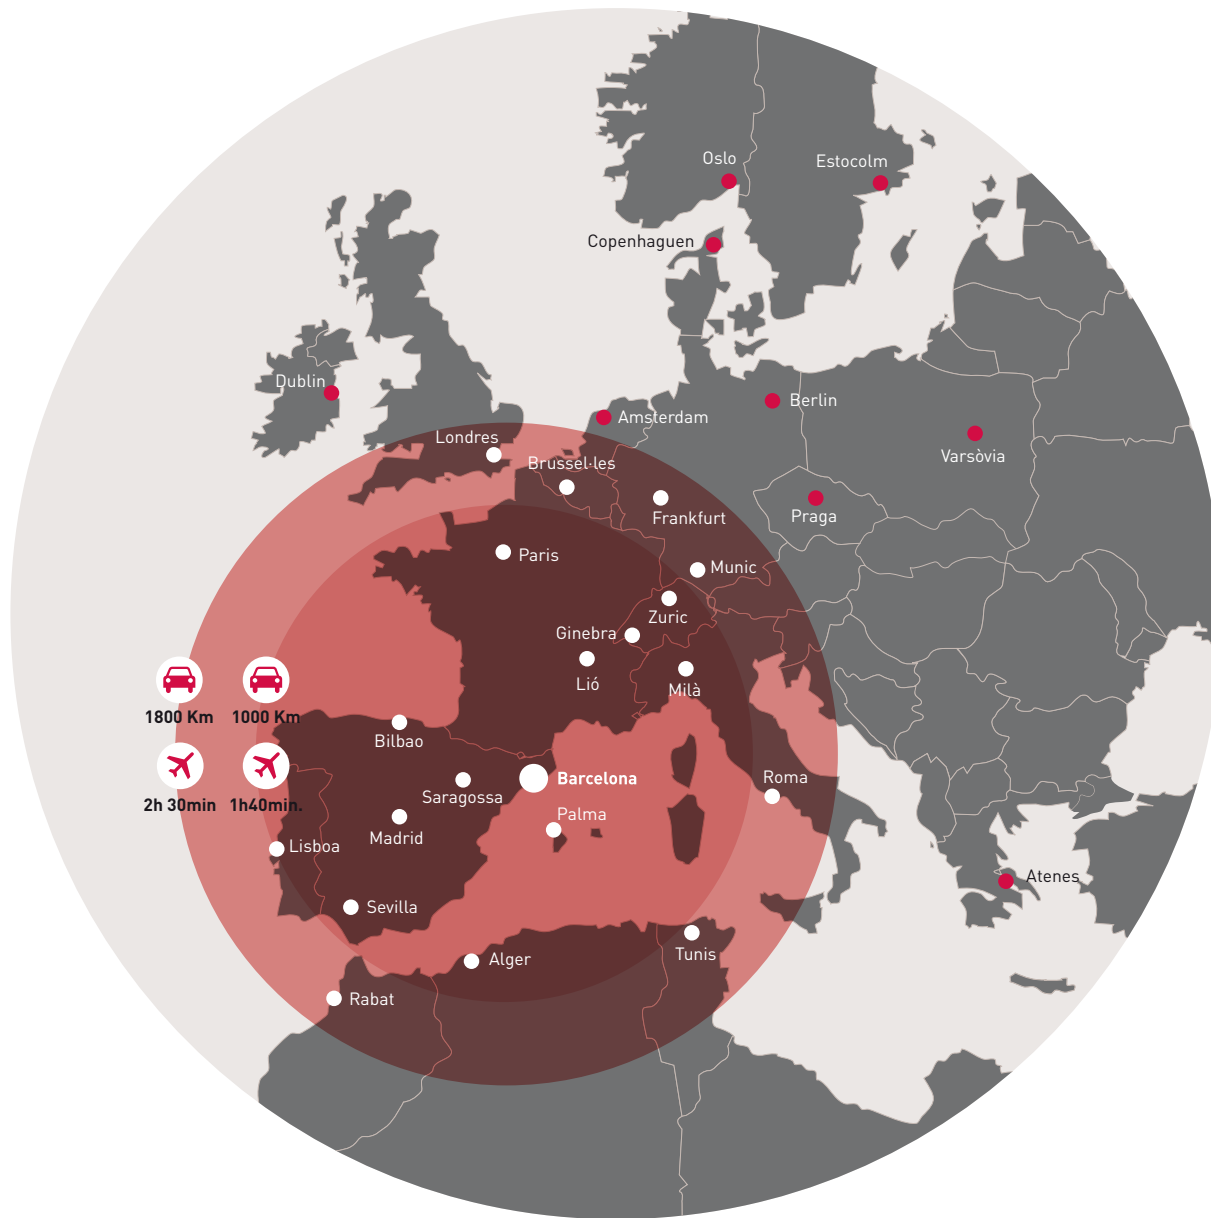 Oslo
Estocolm
Copenhaguen
Dublin
Berlin
Amsterdam
Londres
Varsòvia
Brussel·les
Frankfurt
Praga
Paris
Munic
Zuric
Ginebra
Lió
Milà
1800 Km
1000 Km
Bilbao
Barcelona
Roma
Saragossa
2h 30min
1h40min.
Palma
Madrid
Lisboa
Atenes
Sevilla
Tunis
Alger
Rabat